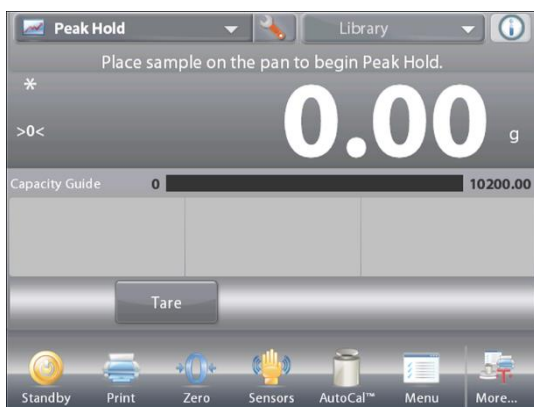 Peak Hold Library
Place sample on the pan to begin Peak Hold.
*
>0< 0.00 g
Capacity Guide 0 10200.00
Tare
Standby Print Zero Sensors AutoCal™ Menu More...